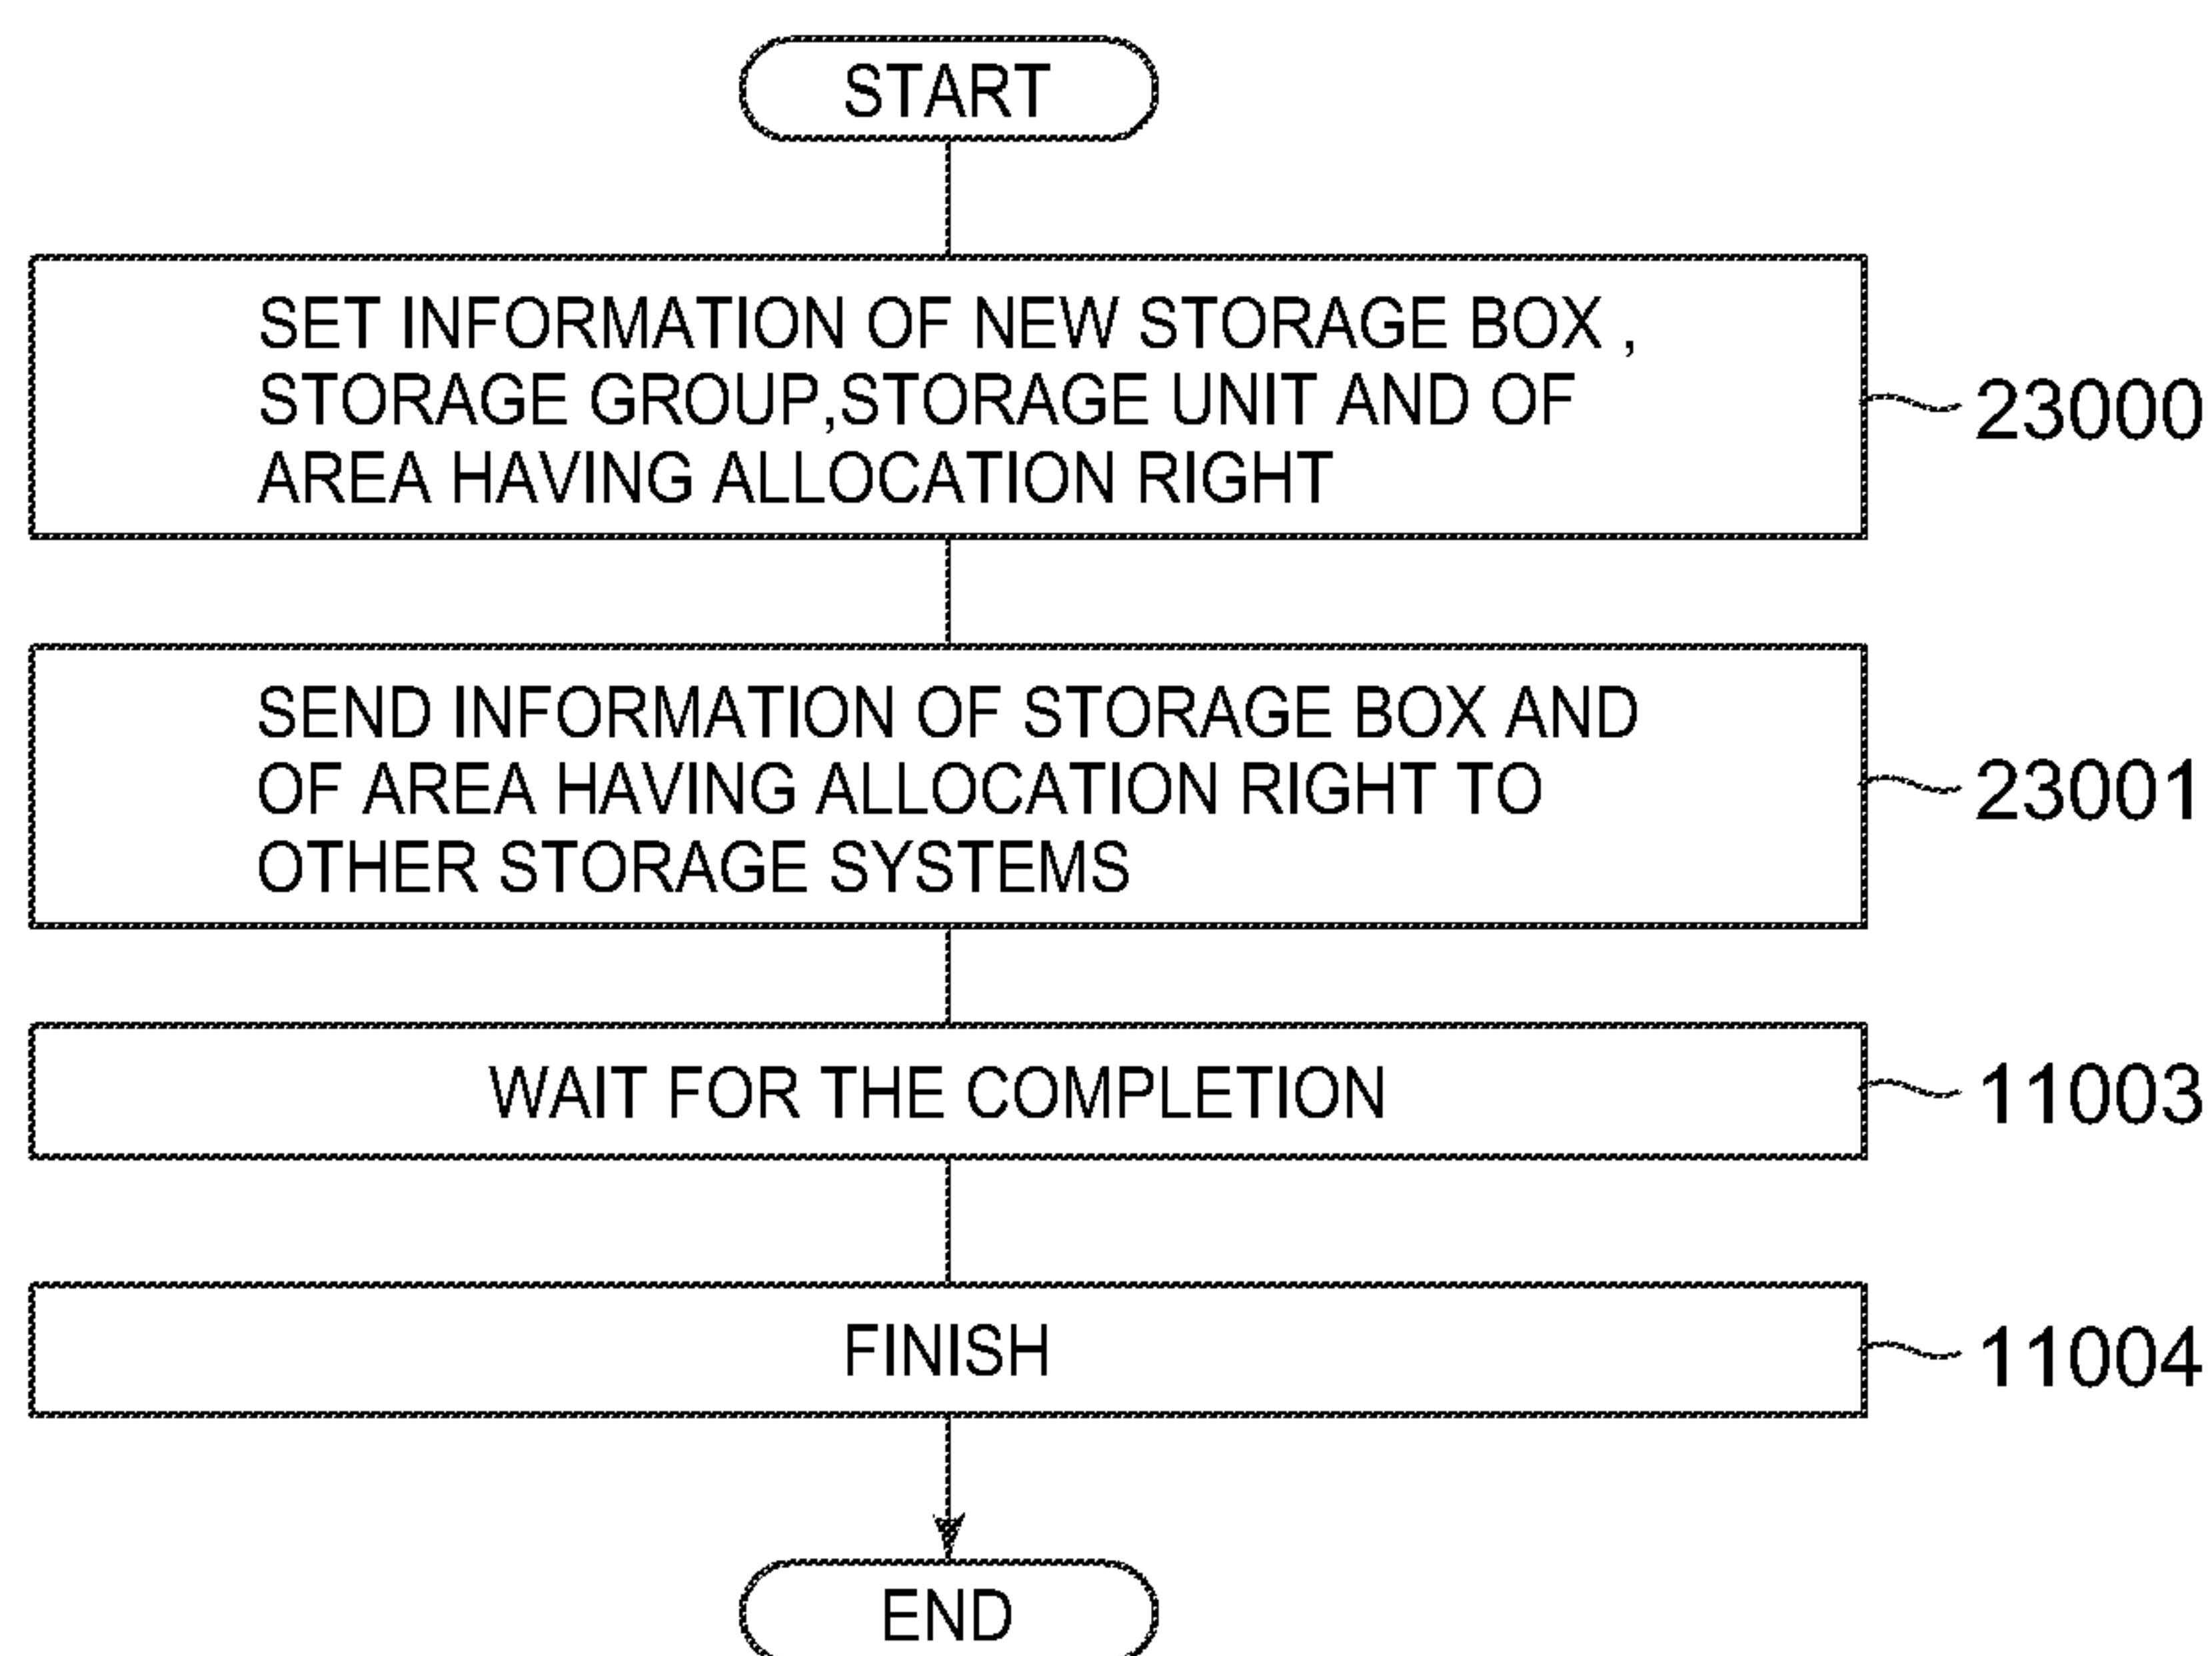 START
SET INFORMATION OF NEW STORAGE BOX ,
STORAGE GROUP,STORAGE UNIT AND OF
AREA HAVING ALLOCATION RIGHT
23000
SEND INFORMATION OF STORAGE BOX AND
OF AREA HAVING ALLOCATION RIGHT TO
OTHER STORAGE SYSTEMS
23001
WAIT FOR THE COMPLETION
11003
FINISH
11004
END